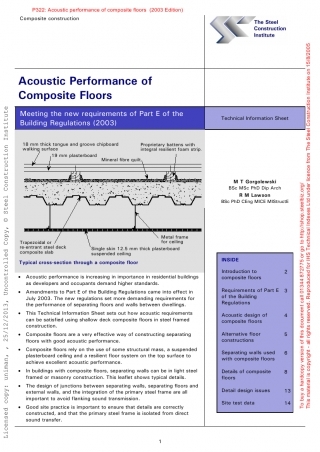 P322: Acoustic performance of composite floors (2003 Edition)
Composite construction
The Steel
Construction
Institute
Acoustic Performance of
Composite Floors
Meeting the new requirements of Part E of the
Building Regulations (2003)
Technical Information Sheet
18 mm thick tongue and groove chipboard
walking surface
19 mm plasterboard
Mineral fibre quilt
Proprietary battens with
integral resilient foam strip.
Trapezoidal or
re-entrant steel deck
composite slab
Single skin 12.5 mm thick plasterboard
suspended ceiling
Metal frame
for ceiling
Typical cross-section through a composite floor
M T Gorgolewski
BSc MSc PhD Dip Arch
R M Lawson
BSc PhD CEng MICE MIStructE
• Acoustic performance is increasing in importance in residential buildings
as developers and occupants demand higher standards.
• Amendments to Part E of the Building Regulations came into effect in
July 2003. The new regulations set more demanding requirements for
the performance of separating floors and walls between dwellings.
• This Technical Information Sheet sets out how acoustic requirements
can be satisfied using shallow deck composite floors in steel framed
construction.
• Composite floors are a very effective way of constructing separating
floors with good acoustic performance.
• Composite floors rely on the use of some structural mass, a suspended
plasterboard ceiling and a resilient floor system on the top surface to
achieve excellent acoustic performance.
• In buildings with composite floors, separating walls can be in light steel
framed or masonry construction. This leaflet shows typical details.
• The design of junctions between separating walls, separating floors and
external walls, and the integration of the primary steel frame are all
important to avoid flanking sound transmission.
• Good site practice is important to ensure that details are correctly
constructed, and that the primary steel frame is isolated from direct
sound transfer.
INSIDE
Introduction to
composite floors 2
Requirements of Part E 3
of the Building
Regulations
Acoustic design of
composite floors 4
Alternative floor
constructions 5
Separating walls used
with composite floors 6
Details of composite
floors 8
Detail design issues 13
Site test data 14
1
Licensed copy: uniman, , 25/12/2013, Uncontrolled Copy, © Steel Construction Institute
To buy a hardcopy version of this document call 01344 872775 or go to http://shop.steelbiz.org/
This material is copyright - all rights reserved. Reproduced for IHS Technical Indexes Ltd under licence from The Steel Construction Institute on